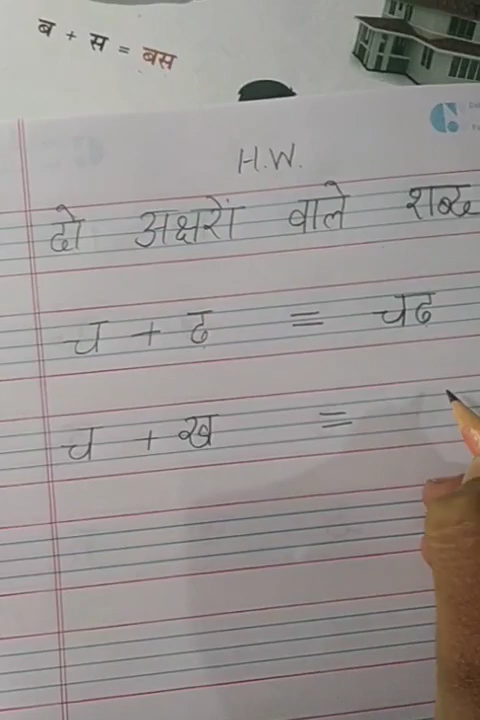 ब + स = बस
H.W.
दो अक्षरों वाले शब्द
च + ढ = चढ
च + ख =